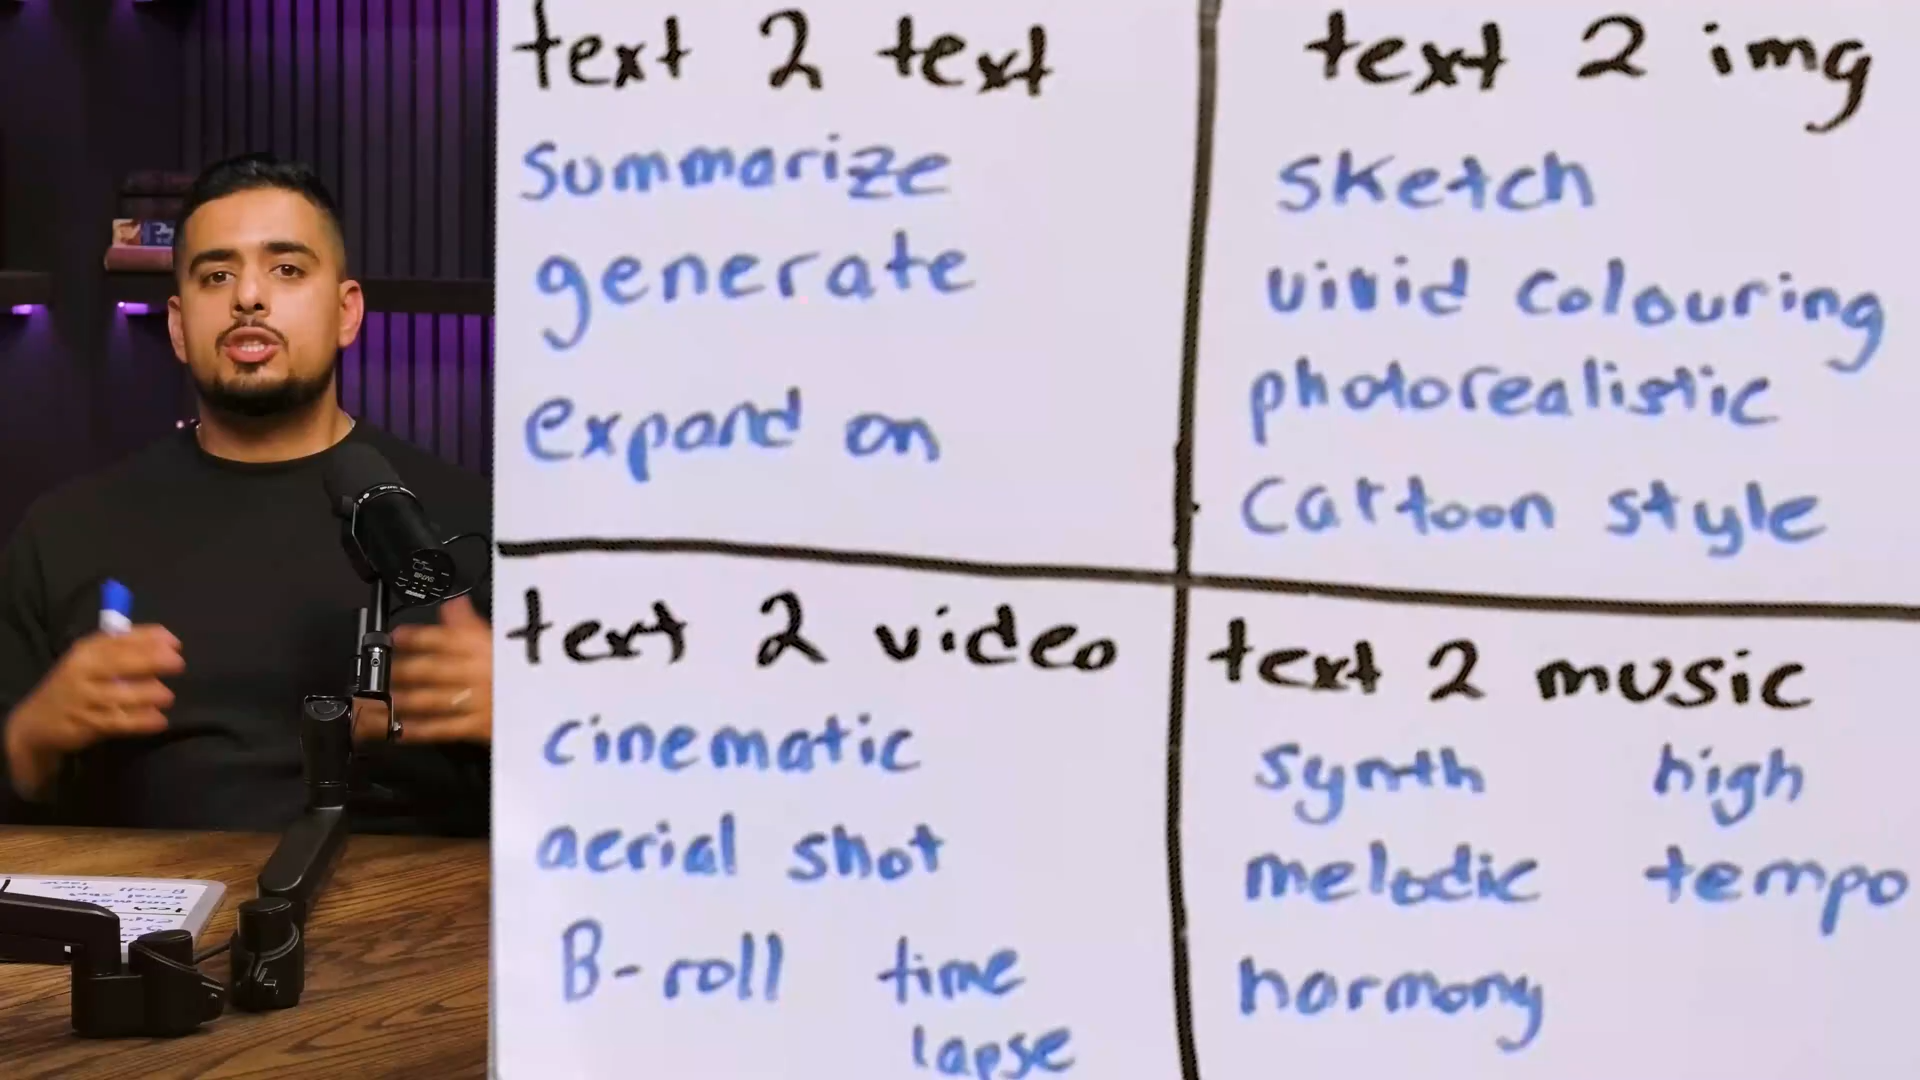 text 2 text
summarize
generate
expand on
text 2 img
sketch
vivid colouring
photorealistic
cartoon style
text 2 video
cinematic
aerial shot
B-roll time
lapse
text 2 music
synth high
melodic tempo
harmony